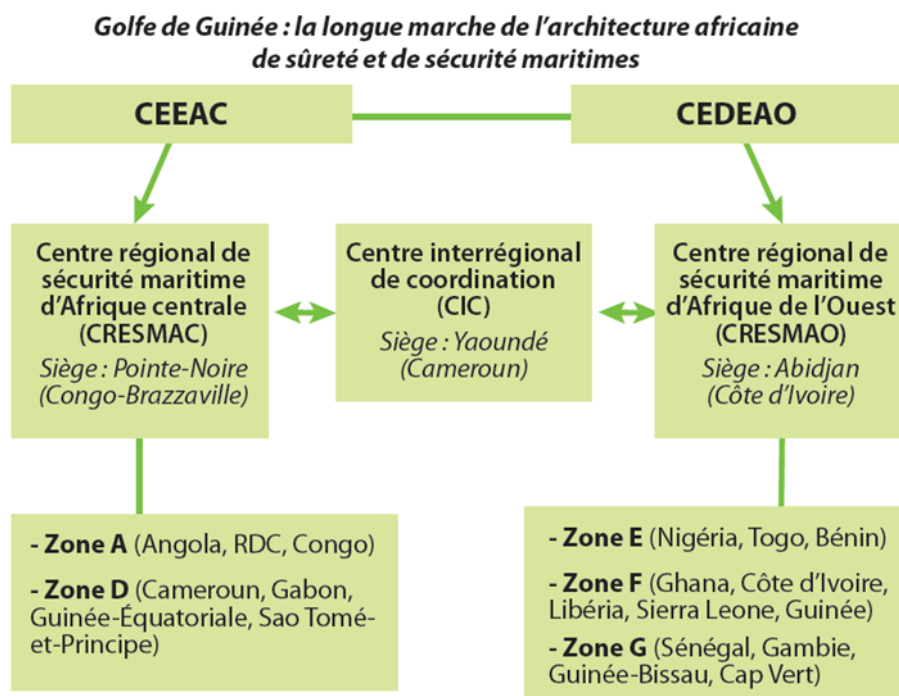 Golfe de Guinée : la longue marche de l’architecture africaine
de sûreté et de sécurité maritimes
CEEAC
CEDEAO
Centre régional de
sécurité maritime
d’Afrique centrale
(CRESMAC)
Siège : Pointe-Noire
(Congo-Brazzaville)
Centre interrégional
de coordination
(CIC)
Siège : Yaoundé
(Cameroun)
Centre régional de
sécurité maritime
d’Afrique de l’Ouest
(CRESMAO)
Siège : Abidjan
(Côte d’Ivoire)
- Zone A (Angola, RDC, Congo)
- Zone D (Cameroun, Gabon,
Guinée-Équatoriale, Sao Tomé-
et-Principe)
- Zone E (Nigéria, Togo, Bénin)
- Zone F (Ghana, Côte d’Ivoire,
Libéria, Sierra Leone, Guinée)
- Zone G (Sénégal, Gambie,
Guinée-Bissau, Cap Vert)